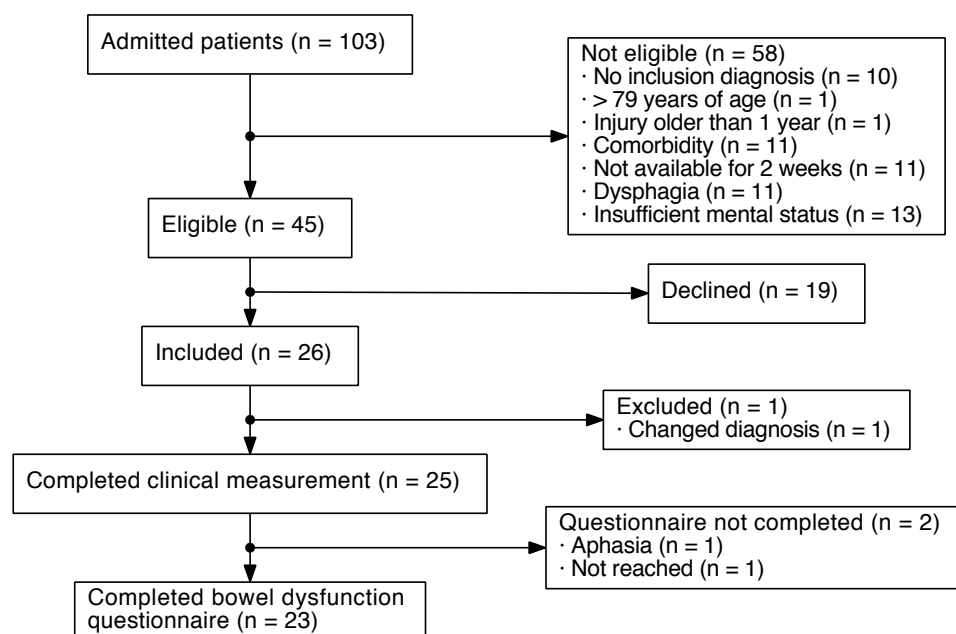 Admitted patients (n = 103)
Not eligible (n = 58)
· No inclusion diagnosis (n = 10)
· > 79 years of age (n = 1)
· Injury older than 1 year (n = 1)
· Comorbidity (n = 11)
· Not available for 2 weeks (n = 11)
· Dysphagia (n = 11)
· Insufficient mental status (n = 13)
Eligible (n = 45)
Declined (n = 19)
Included (n = 26)
Excluded (n = 1)
· Changed diagnosis (n = 1)
Completed clinical measurement (n = 25)
Questionnaire not completed (n = 2)
· Aphasia (n = 1)
· Not reached (n = 1)
Completed bowel dysfunction
questionnaire (n = 23)